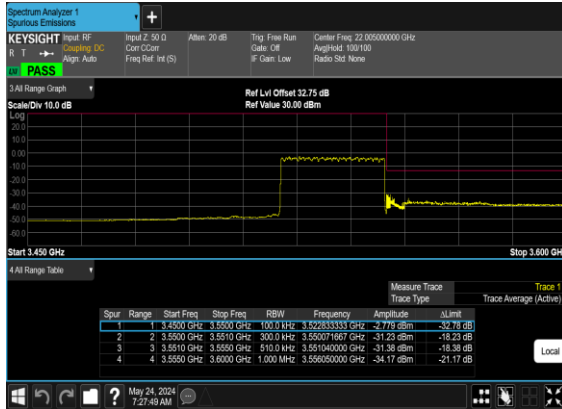 Spectrum Analyzer 1
Spurious Emissions
+
KEYSIGHT Input: RF Input Z: 50 Ω Atten: 20 dB Trig: Free Run Center Freq: 22.005000000 GHz
R T Coupling: DC Corr CCorr Gate: Off Avg|Hold: 100/100
Align: Auto Freq Ref: Int (S) IF Gain: Low Radio Std: None
PASS
3 All Range Graph
Ref Lvl Offset 32.75 dB
Scale/Div 10.0 dB Ref Value 30.00 dBm
Log
20.0
10.0
0.00
-10.0
-20.0
-30.0
-40.0
-50.0
-60.0
Start 3.450 GHz Stop 3.600 GH
4 All Range Table
Measure Trace Trace 1
Trace Type Trace Average (Active)
Spur Range Start Freq Stop Freq RBW Frequency Amplitude ΔLimit
1 1 3.4500 GHz 3.5500 GHz 100.0 kHz 3.522833333 GHz -2.779 dBm -32.78 dB
2 2 3.5500 GHz 3.5510 GHz 300.0 kHz 3.550071667 GHz -31.23 dBm -18.23 dB
3 3 3.5510 GHz 3.5550 GHz 510.0 kHz 3.551040000 GHz -31.38 dBm -18.38 dB
4 4 3.5550 GHz 3.6000 GHz 1.000 MHz 3.556050000 GHz -34.17 dBm -21.17 dB
Local
? May 24, 2024
7:27:49 AM